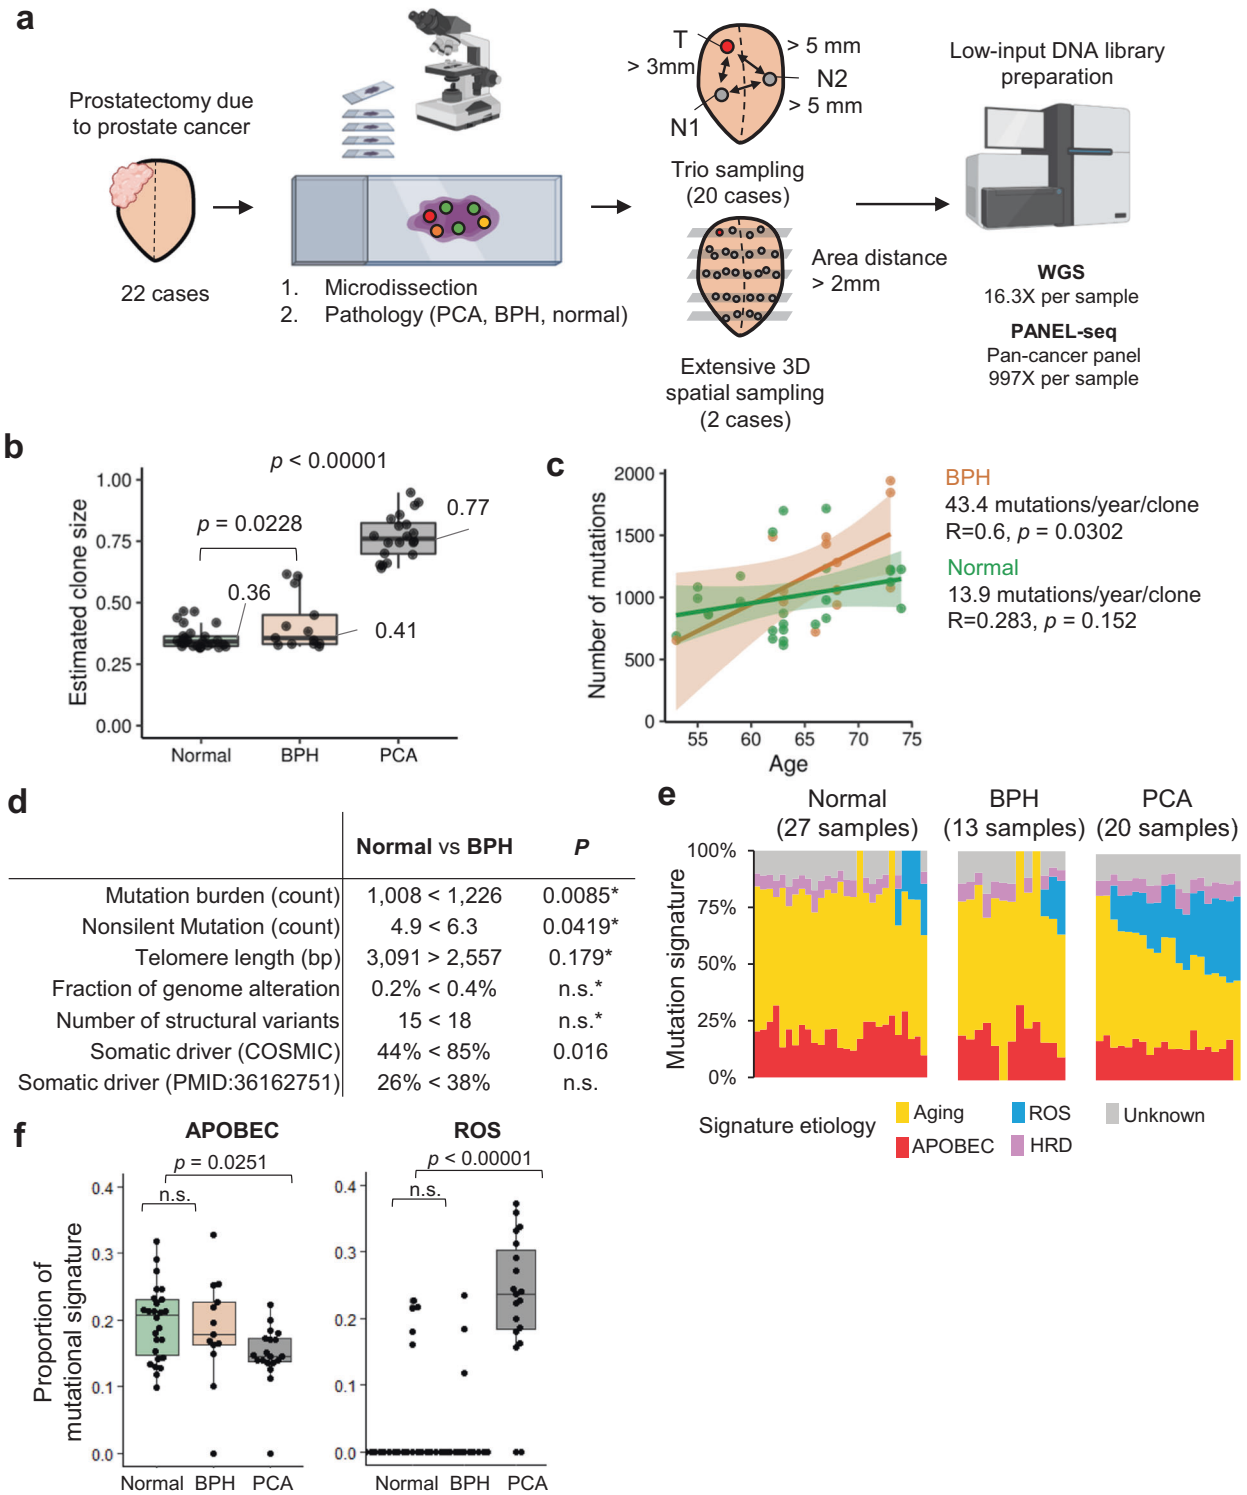 a
Prostatectomy due
to prostate cancer
22 cases
1. Microdissection
2. Pathology (PCA, BPH, normal)
T
> 3mm
> 5 mm
N2
> 5 mm
N1
Trio sampling
(20 cases)
Area distance
> 2mm
Extensive 3D
spatial sampling
(2 cases)
Low-input DNA library
preparation
WGS
16.3X per sample
PANEL-seq
Pan-cancer panel
997X per sample
b
p < 0.00001
p = 0.0228
0.36
0.41
0.77
Estimated clone size
1.00
0.75
0.50
0.25
0.00
Normal BPH PCA
c
Number of mutations
2000
1500
1000
500
0
55 60 65 70 75
Age
BPH
43.4 mutations/year/clone
R=0.6, p = 0.0302
Normal
13.9 mutations/year/clone
R=0.283, p = 0.152
d
Normal vs BPH P
Mutation burden (count) 1,008 < 1,226 0.0085*
Nonsilent Mutation (count) 4.9 < 6.3 0.0419*
Telomere length (bp) 3,091 > 2,557 0.179*
Fraction of genome alteration 0.2% < 0.4% n.s.*
Number of structural variants 15 < 18 n.s.*
Somatic driver (COSMIC) 44% < 85% 0.016
Somatic driver (PMID:36162751) 26% < 38% n.s.
e
Normal
(27 samples)
BPH
(13 samples)
PCA
(20 samples)
Mutation signature
100%
75%
50%
25%
0%
Signature etiology
Aging
ROS
Unknown
APOBEC
HRD
f
APOBEC
p = 0.0251
n.s.
Proportion of
mutational signature
0.4
0.3
0.2
0.1
0.0
Normal BPH PCA
ROS
p < 0.00001
n.s.
0.4
0.3
0.2
0.1
0.0
Normal BPH PCA